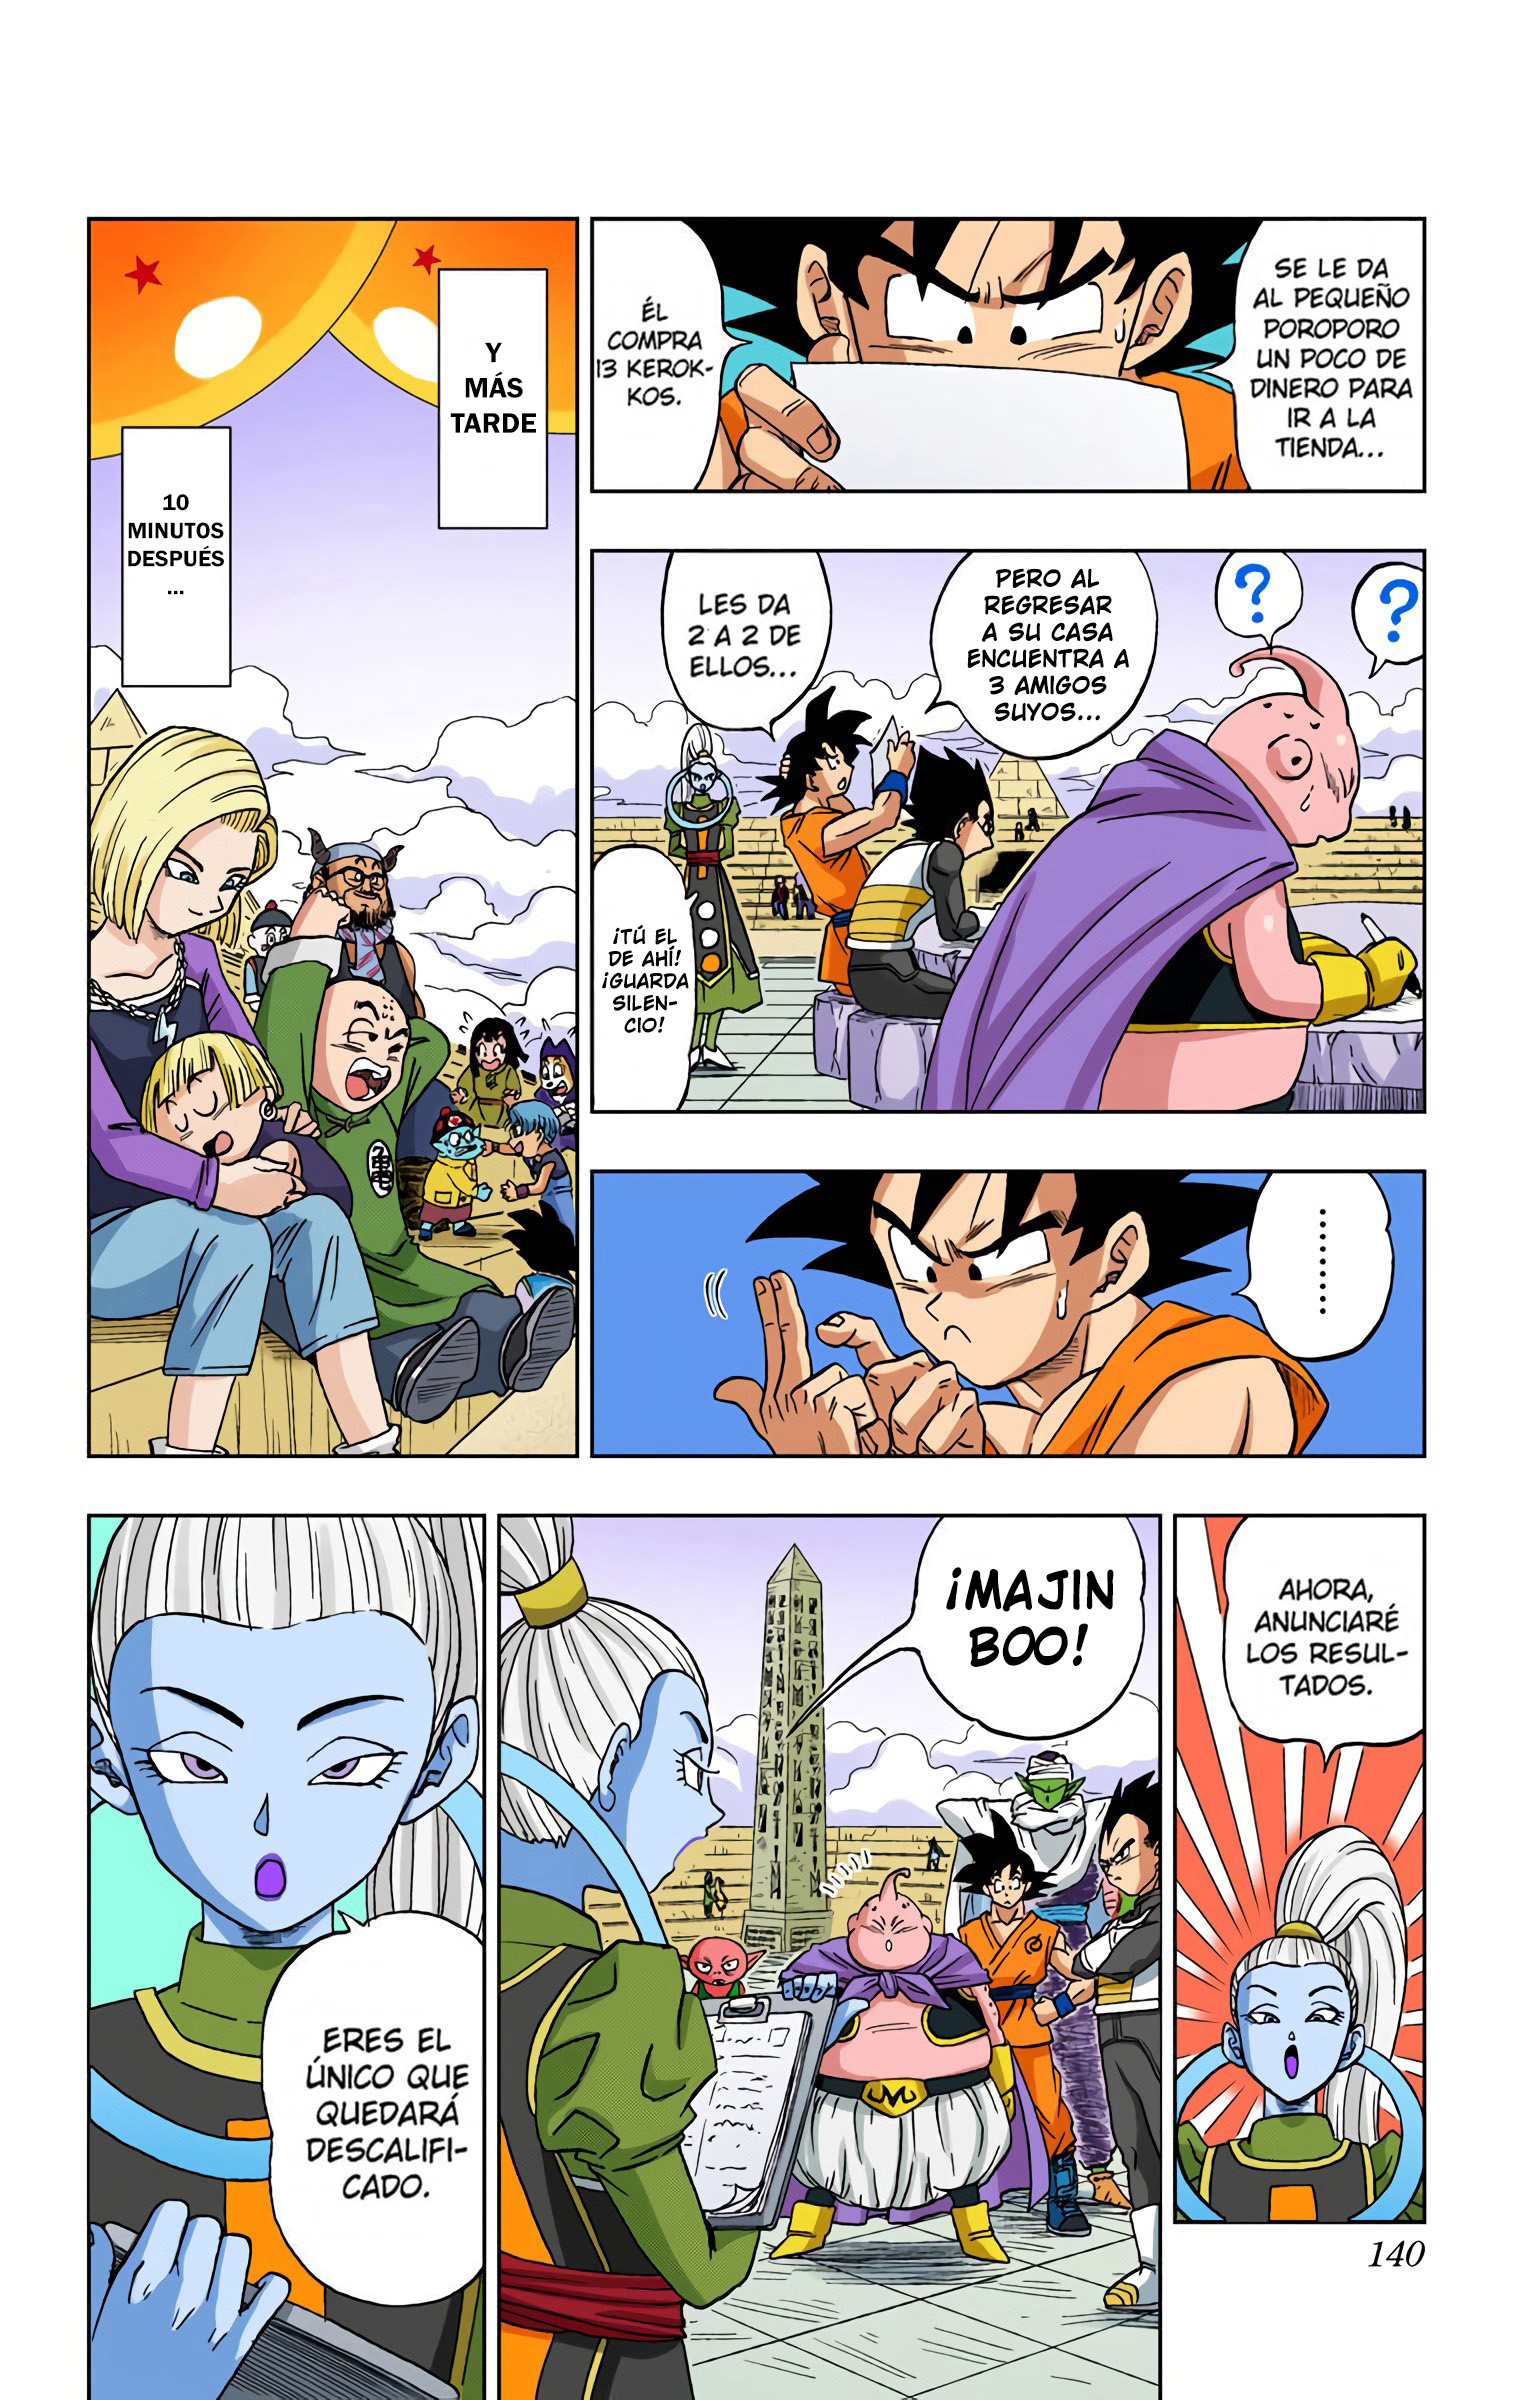 SE LE DA
AL PEQUEÑO
POROPORO
UN POCO DE
DINERO PARA
IR A LA
TIENDA...
ÉL
COMPRA
13 KEROK-
KOS.
?
?
PERO AL
REGRESAR
A SU CASA
ENCUENTRA A
3 AMIGOS
SUYOS...
LES DA
2 A 2 DE
ELLOS...
¡TÚ EL
DE AHÍ!
¡GUARDA
SILEN-
CIO!
.........
Y
MÁS
TARDE
10
MINUTOS
DESPUÉS
...
AHORA,
ANUNCIARÉ
LOS RESUL-
TADOS.
¡MAJIN
BOO!
ERES EL
ÚNICO QUE
QUEDARÁ
DESCALIFI-
CADO.
140